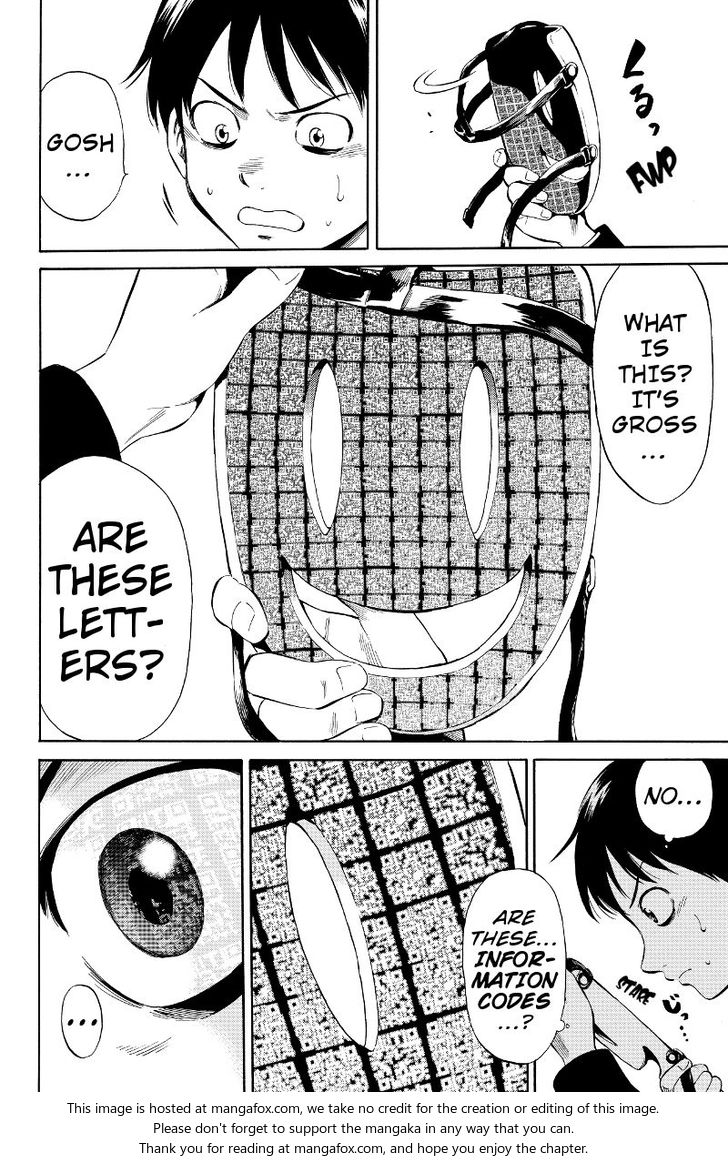 くるっ
FWP
GOSH
...
WHAT
IS
THIS?
IT'S
GROSS
...
ARE
THESE
LETT-
ERS?
NO...
STARE
じっ...
ARE
THESE...
INFOR-
MATION
CODES
...?
...
This image is hosted at mangafox.com, we take no credit for the creation or editing of this image.
Please don't forget to support the mangaka in any way that you can.
Thank you for reading at mangafox.com, and hope you enjoy the chapter.